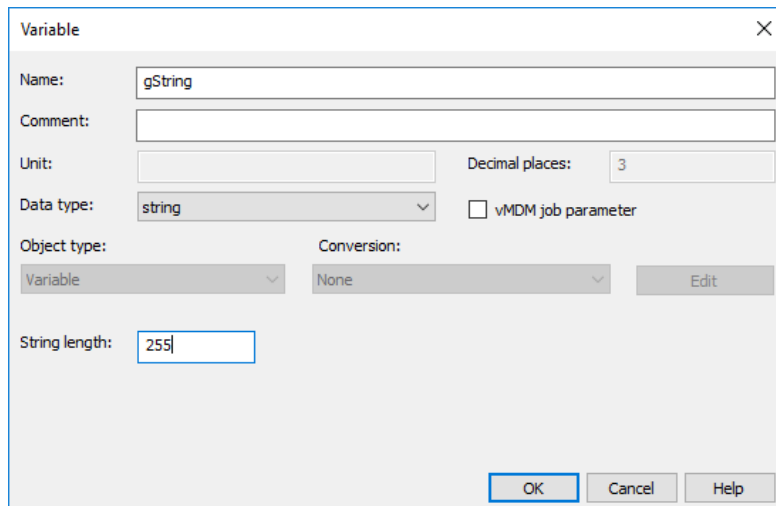 Variable
Name: gString
Comment:
Unit: Decimal places: 3
Data type: string vMDM job parameter
Object type: Conversion:
Variable None Edit
String length: 255
OK Cancel Help